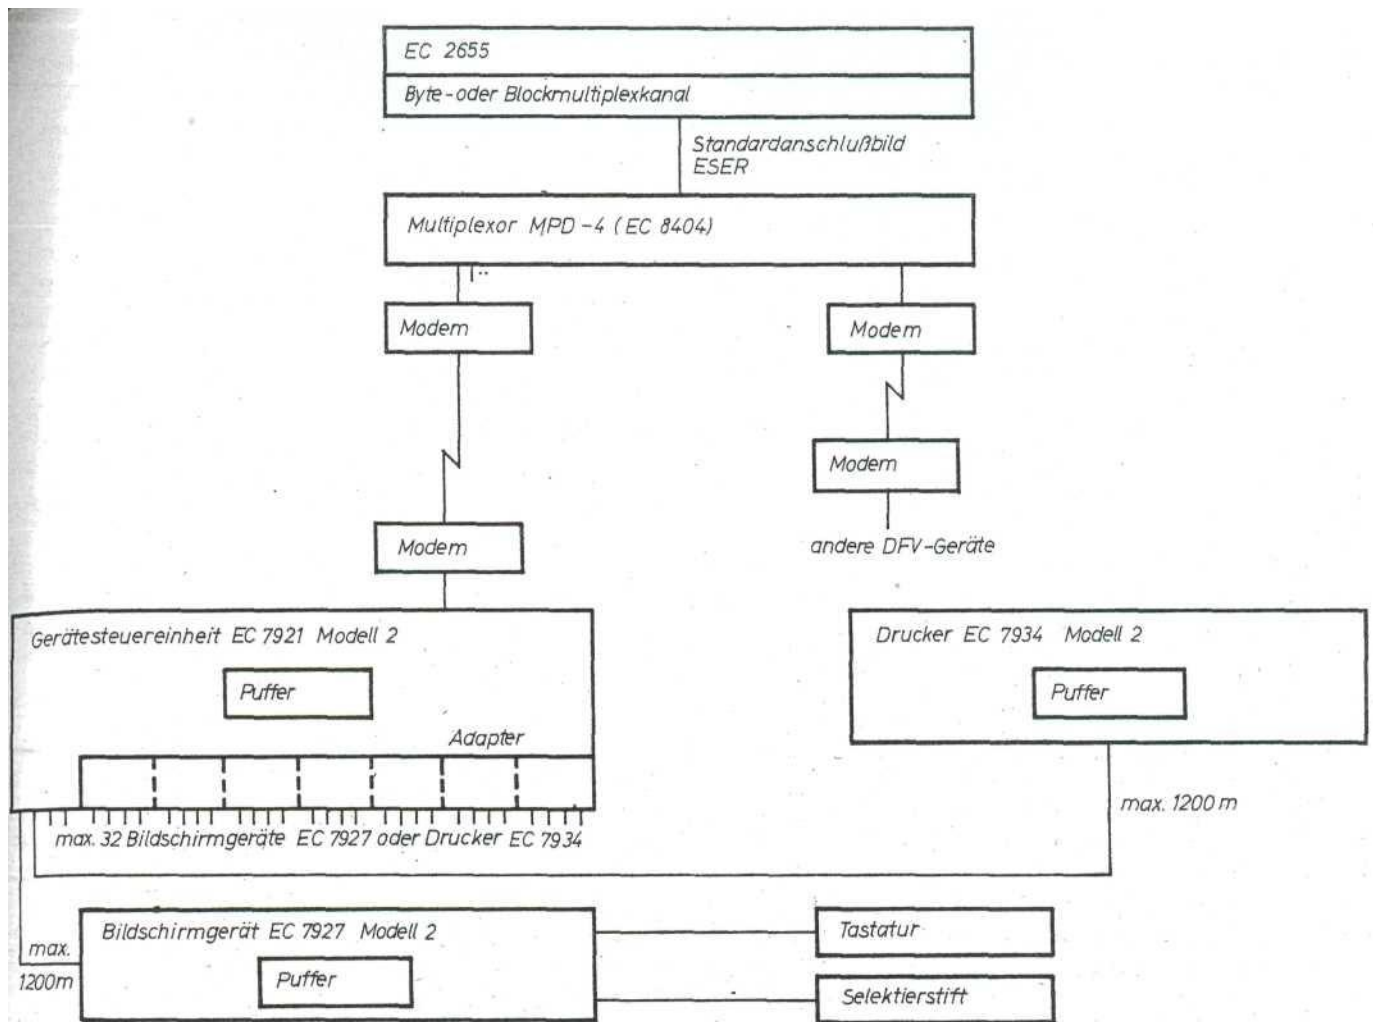 EC 2655
Byte-oder Blockmultiplexkanal
Standardanschlußbild
ESER
Multiplexor MPD-4 (EC 8404)
Modem
Modem
Modem
andere DFV-Geräte
Modem
Gerätesteuereinheit EC 7921 Modell 2
Puffer
Adapter
max. 32 Bildschirmgeräte EC 7927 oder Drucker EC 7934
Drucker EC 7934 Modell 2
Puffer
max. 1200 m
max.
1200m
Bildschirmgerät EC 7927 Modell 2
Puffer
Tastatur
Selektierstift